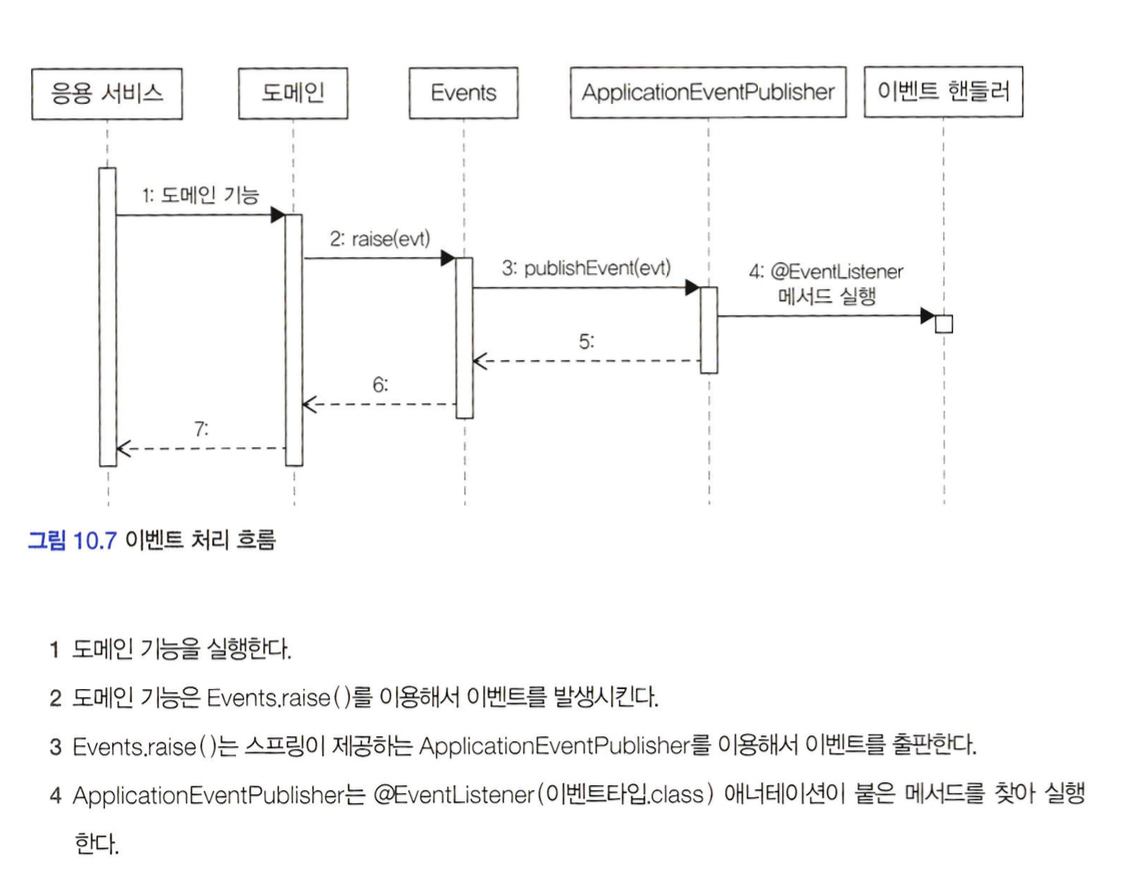 응용 서비스
도메인
Events
ApplicationEventPublisher
이벤트 핸들러
1: 도메인 기능
2: raise(evt)
3: publishEvent(evt)
4: @EventListener
메서드 실행
5:
6:
7:
그림 10.7 이벤트 처리 흐름
1 도메인 기능을 실행한다.
2 도메인 기능은 Events.raise()를 이용해서 이벤트를 발생시킨다.
3 Events.raise()는 스프링이 제공하는 ApplicationEventPublisher를 이용해서 이벤트를 출판한다.
4 ApplicationEventPublisher는 @EventListener(이벤트타입.class) 애너테이션이 붙은 메서드를 찾아 실행
한다.